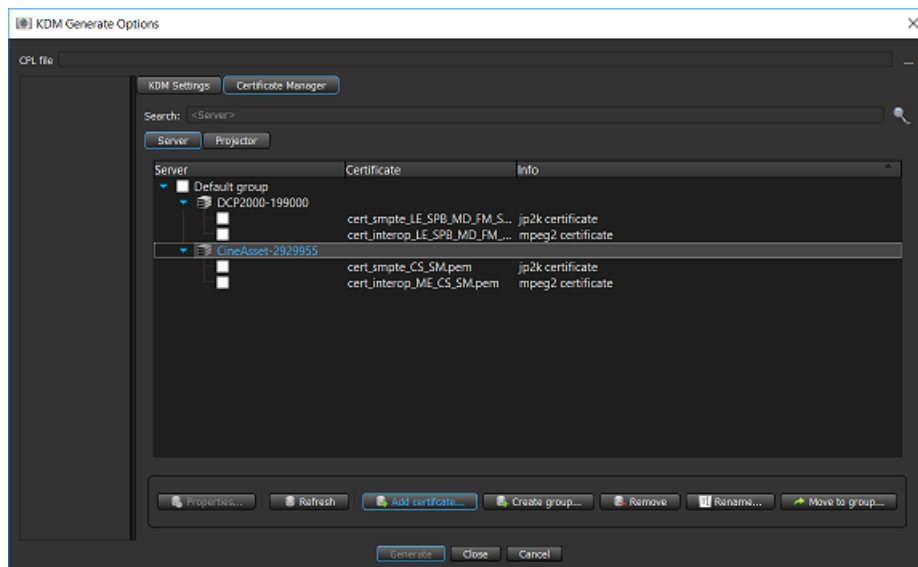 KDM Generate Options
CPL file
KDM Settings Certificate Manager
Search: <Server>
Server Projector
Server Certificate Info
Default group
DCP2000-199000
cert_smpte_LE_SPB_MD_FM_S... jp2k certificate
cert_interop_LE_SPB_MD_FM_... mpeg2 certificate
CineAsset-2929955
cert_smpte_CS_SM.pem jp2k certificate
cert_interop_ME_CS_SM.pem mpeg2 certificate
Properties... Refresh Add certifcate... Create group... Remove Rename... Move to group...
Generate Close Cancel